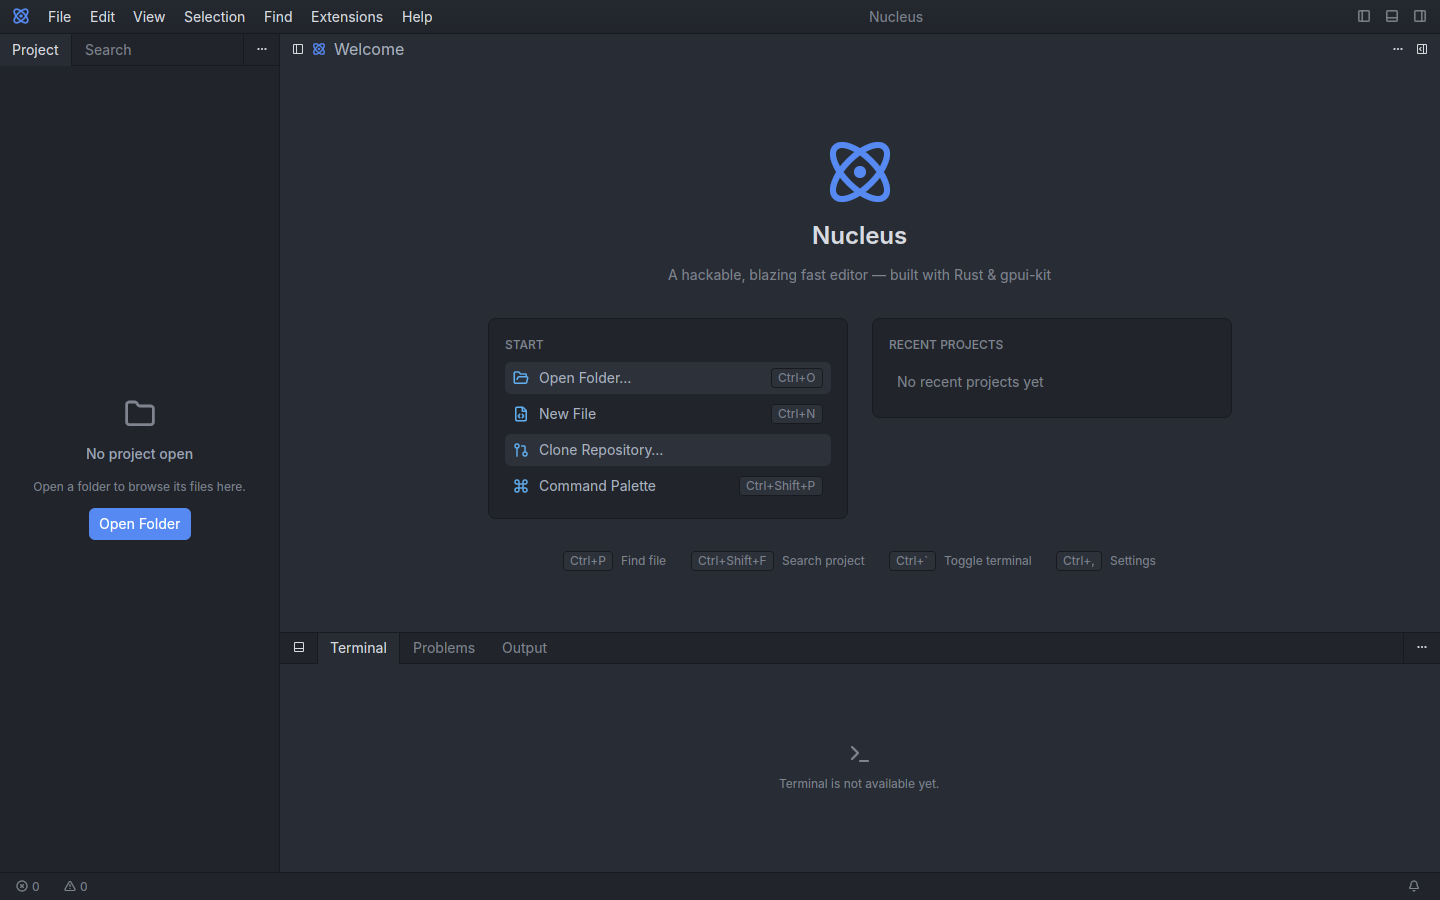 File Edit View Selection Find Extensions Help Nucleus
Project Search
Welcome
Nucleus
A hackable, blazing fast editor — built with Rust & gpui-kit
START
Open Folder... Ctrl+O
New File Ctrl+N
Clone Repository...
Command Palette Ctrl+Shift+P
RECENT PROJECTS
No recent projects yet
No project open
Open a folder to browse its files here.
Open Folder
Ctrl+P Find file Ctrl+Shift+F Search project Ctrl+` Toggle terminal Ctrl+, Settings
Terminal Problems Output
Terminal is not available yet.
0 0